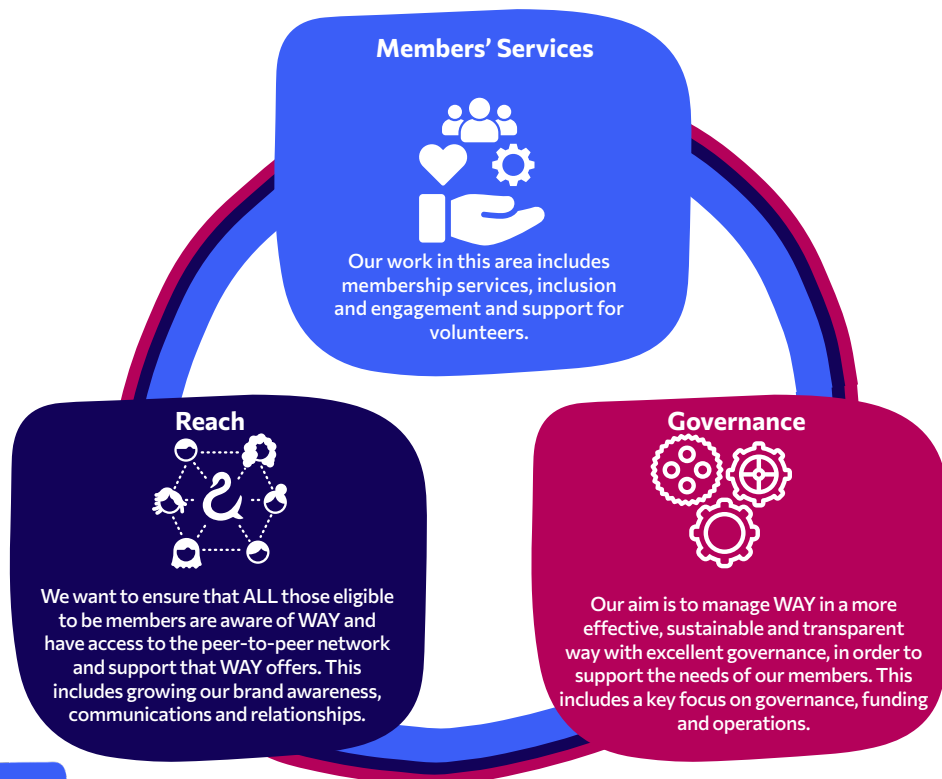 Members’ Services
Our work in this area includes
membership services, inclusion
and engagement and support for
volunteers.
Reach
We want to ensure that ALL those eligible
to be members are aware of WAY and
have access to the peer-to-peer network
and support that WAY offers. This
includes growing our brand awareness,
communications and relationships.
Governance
Our aim is to manage WAY in a more
effective, sustainable and transparent
way with excellent governance, in order to
support the needs of our members. This
includes a key focus on governance, funding
and operations.